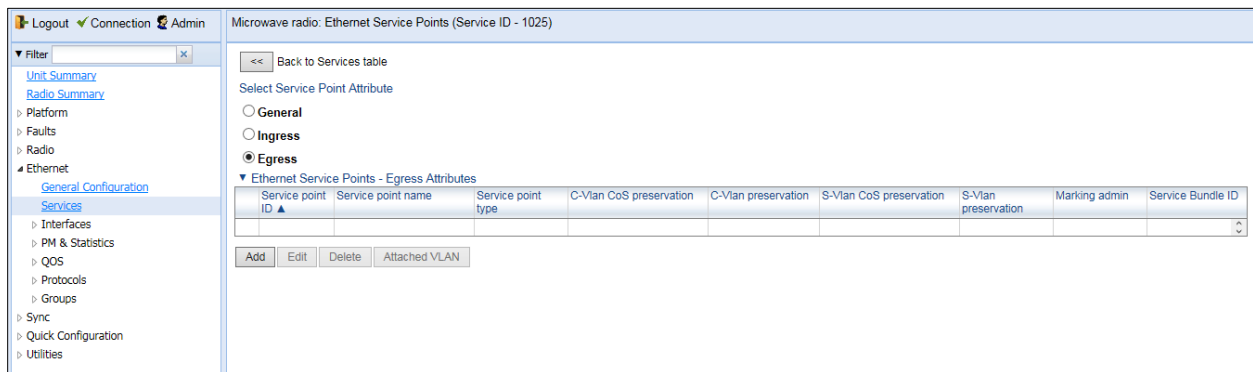 Logout Connection Admin
Microwave radio: Ethernet Service Points (Service ID - 1025)
Filter
Unit Summary
Radio Summary
Platform
Faults
Radio
Ethernet
General Configuration
Services
Interfaces
PM & Statistics
QOS
Protocols
Groups
Sync
Quick Configuration
Utilities
<< Back to Services table
Select Service Point Attribute
General
Ingress
Egress
Ethernet Service Points - Egress Attributes
Service point ID ▲ Service point name Service point type C-Vlan CoS preservation C-Vlan preservation S-Vlan CoS preservation S-Vlan preservation Marking admin Service Bundle ID
Add Edit Delete Attached VLAN